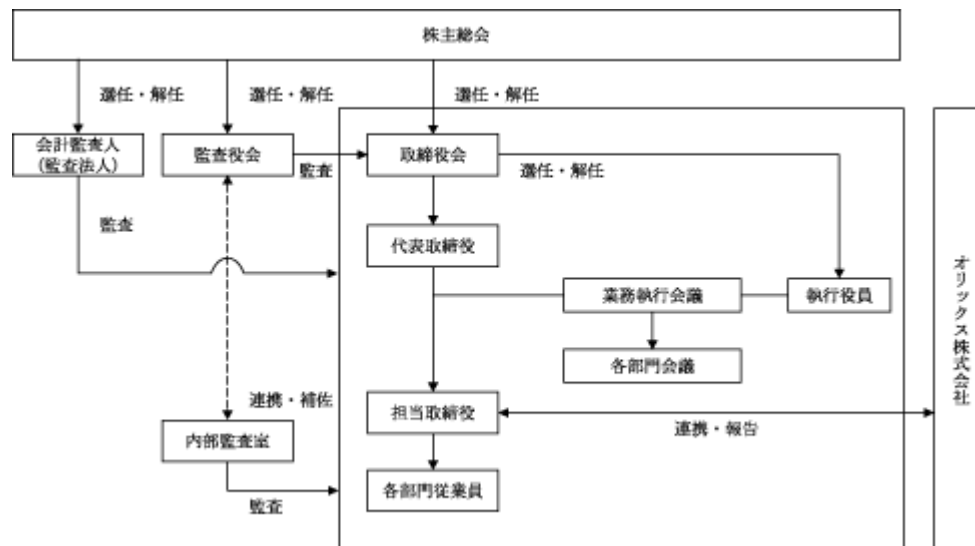 株主総会
選任・解任
選任・解任
選任・解任
会計監査人
(監査法人)
監査役会
監査
取締役会
選任・解任
監査
代表取締役
業務執行会議
執行役員
各部門会議
オリックス株式会社
連携・補佐
担当取締役
連携・報告
内部監査室
各部門従業員
監査